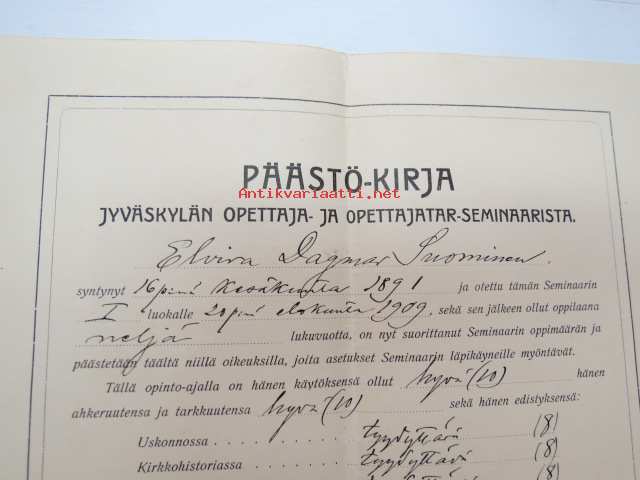 PÄÄSTÖ-KIRJA
Antikvariaatti.net
JYVÄSKYLÄN OPETTAJA- JA OPETTAJATAR-SEMINAARISTA.
Elvira Dagmar Suominen
syntynyt 16 p:nä Kesäkuuta 1891 ja otettu tämän Seminaarin
I luokalle 20 p:nä elokuuta 1909, sekä sen jälkeen ollut oppilaana
neljä lukuvuotta, on nyt suorittanut Seminaarin oppimäärän ja
päästetään täältä niillä oikeuksilla, joita asetukset Seminaarin läpikäyneille myöntävät.
Tällä opinto-ajalla on hänen käytöksensä ollut hyvä (10) hänen
ahkeruutensa ja tarkkuutensa hyvä (10) sekä hänen edistyksensä:
Uskonnossa tyydyttävä (8)
Kirkkohistoriassa tyydyttävä (8)
(8)